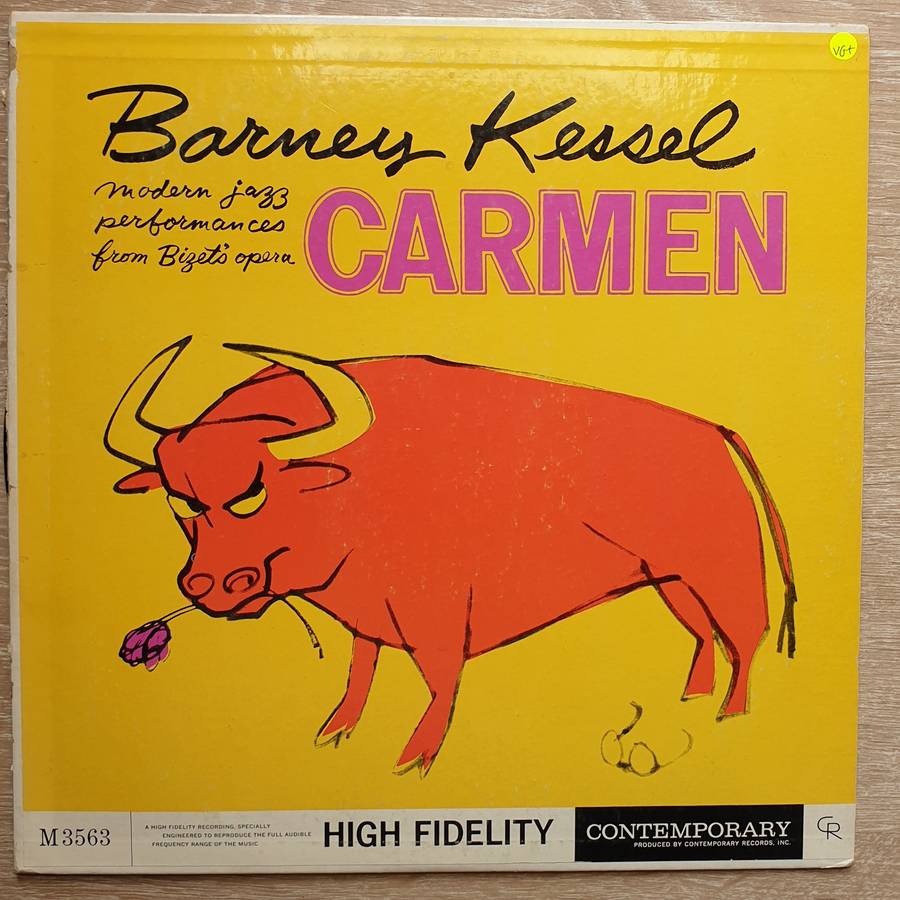 VG+
Barney Kessel
modern jazz
performances
from Bizet's opera
CARMEN
M3563
A HIGH FIDELITY RECORDING, SPECIALLY
ENGINEERED TO REPRODUCE THE FULL AUDIBLE
FREQUENCY RANGE OF THE MUSIC
HIGH FIDELITY
CONTEMPORARY
PRODUCED BY CONTEMPORARY RECORDS, INC.
CR